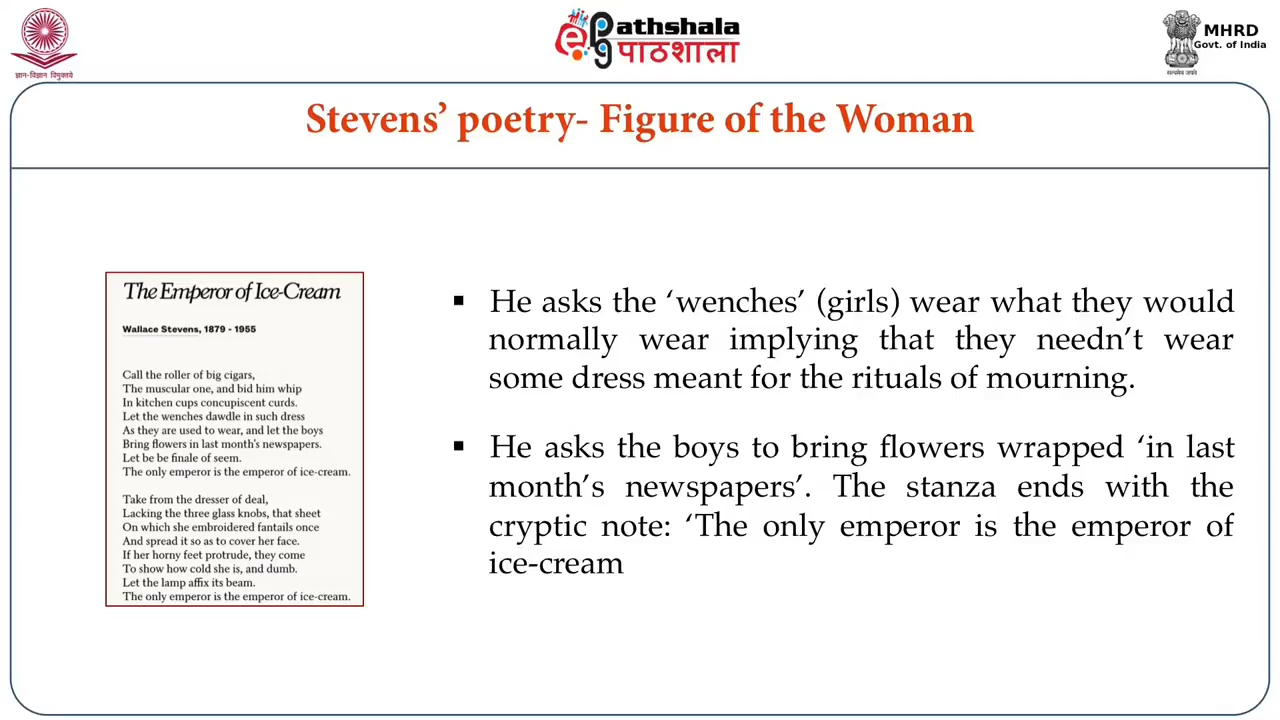 ज्ञान-विज्ञान विमुक्तये
ePG Pathshala
पाठशाला
MHRD
Govt. of India
सत्यमेव जयते
Stevens’ poetry- Figure of the Woman
The Emperor of Ice-Cream
Wallace Stevens, 1879 - 1955
Call the roller of big cigars,
The muscular one, and bid him whip
In kitchen cups concupiscent curds.
Let the wenches dawdle in such dress
As they are used to wear, and let the boys
Bring flowers in last month's newspapers.
Let be be finale of seem.
The only emperor is the emperor of ice-cream.
Take from the dresser of deal,
Lacking the three glass knobs, that sheet
On which she embroidered fantails once
And spread it so as to cover her face.
If her horny feet protrude, they come
To show how cold she is, and dumb.
Let the lamp affix its beam.
The only emperor is the emperor of ice-cream.
▪ He asks the ‘wenches’ (girls) wear what they would
normally wear implying that they needn’t wear
some dress meant for the rituals of mourning.
▪ He asks the boys to bring flowers wrapped ‘in last
month’s newspapers’. The stanza ends with the
cryptic note: ‘The only emperor is the emperor of
ice-cream